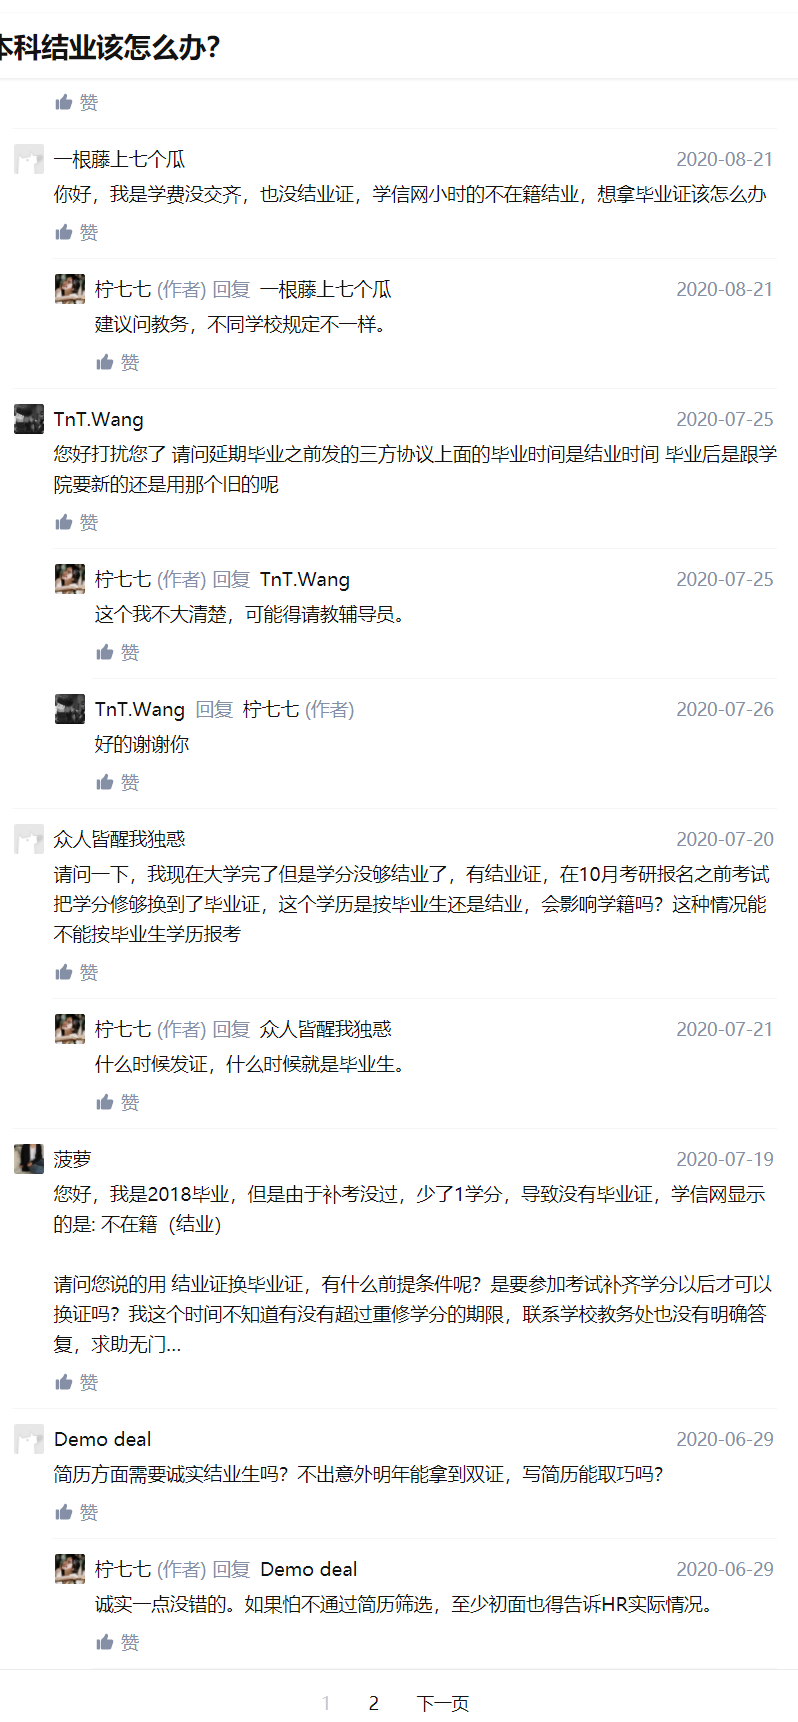 本科结业该怎么办？
赞
一根藤上七个瓜 2020-08-21
你好，我是学费没交齐，也没结业证，学信网小时的不在籍结业，想拿毕业证该怎么办
赞
柠七七 (作者) 回复 一根藤上七个瓜 2020-08-21
建议问教务，不同学校规定不一样。
赞
TnT.Wang 2020-07-25
您好打扰您了 请问延期毕业之前发的三方协议上面的毕业时间是结业时间 毕业后是跟学
院要新的还是用那个旧的呢
赞
柠七七 (作者) 回复 TnT.Wang 2020-07-25
这个我不大清楚，可能得请教辅导员。
赞
TnT.Wang 回复 柠七七 (作者) 2020-07-26
好的谢谢你
赞
众人皆醒我独惑 2020-07-20
请问一下，我现在大学完了但是学分没够结业了，有结业证，在10月考研报名之前考试
把学分修够换到了毕业证，这个学历是按毕业生还是结业，会影响学籍吗？这种情况能
不能按毕业生学历报考
赞
柠七七 (作者) 回复 众人皆醒我独惑 2020-07-21
什么时候发证，什么时候就是毕业生。
赞
菠萝 2020-07-19
您好，我是2018毕业，但是由于补考没过，少了1学分，导致没有毕业证，学信网显示
的是: 不在籍（结业）
请问您说的用 结业证换毕业证，有什么前提条件呢？是要参加考试补齐学分以后才可以
换证吗？我这个时间不知道有没有超过重修学分的期限，联系学校教务处也没有明确答
复，求助无门...
赞
Demo deal 2020-06-29
简历方面需要诚实结业生吗？不出意外明年能拿到双证，写简历能取巧吗？
赞
柠七七 (作者) 回复 Demo deal 2020-06-29
诚实一点没错的。如果怕不通过简历筛选，至少初面也得告诉HR实际情况。
赞
1 2 下一页